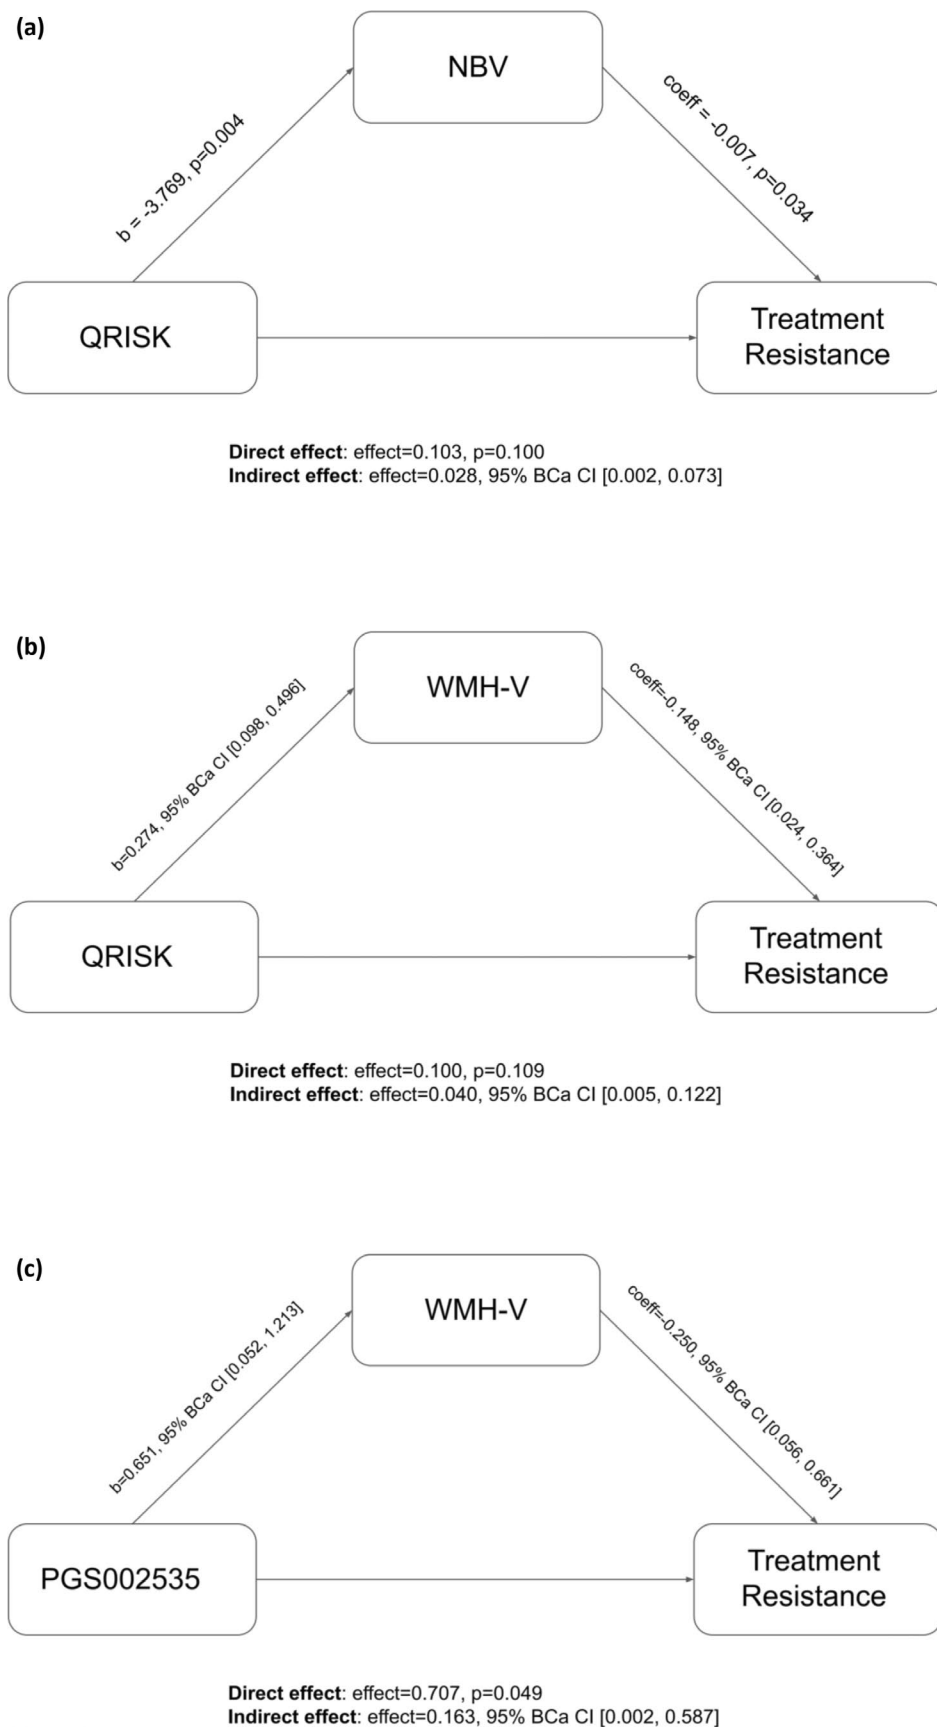 (a)
NBV
b = -3.769, p=0.004
coeff = -0.007, p=0.034
QRISK
Treatment
Resistance
Direct effect: effect=0.103, p=0.100
Indirect effect: effect=0.028, 95% BCa CI [0.002, 0.073]
(b)
WMH-V
b=0.274, 95% BCa CI [0.098, 0.496]
coeff=-0.148, 95% BCa CI [0.024, 0.364]
QRISK
Treatment
Resistance
Direct effect: effect=0.100, p=0.109
Indirect effect: effect=0.040, 95% BCa CI [0.005, 0.122]
(c)
WMH-V
b=0.651, 95% BCa CI [0.052, 1.213]
coeff=-0.250, 95% BCa CI [0.056, 0.661]
PGS002535
Treatment
Resistance
Direct effect: effect=0.707, p=0.049
Indirect effect: effect=0.163, 95% BCa CI [0.002, 0.587]